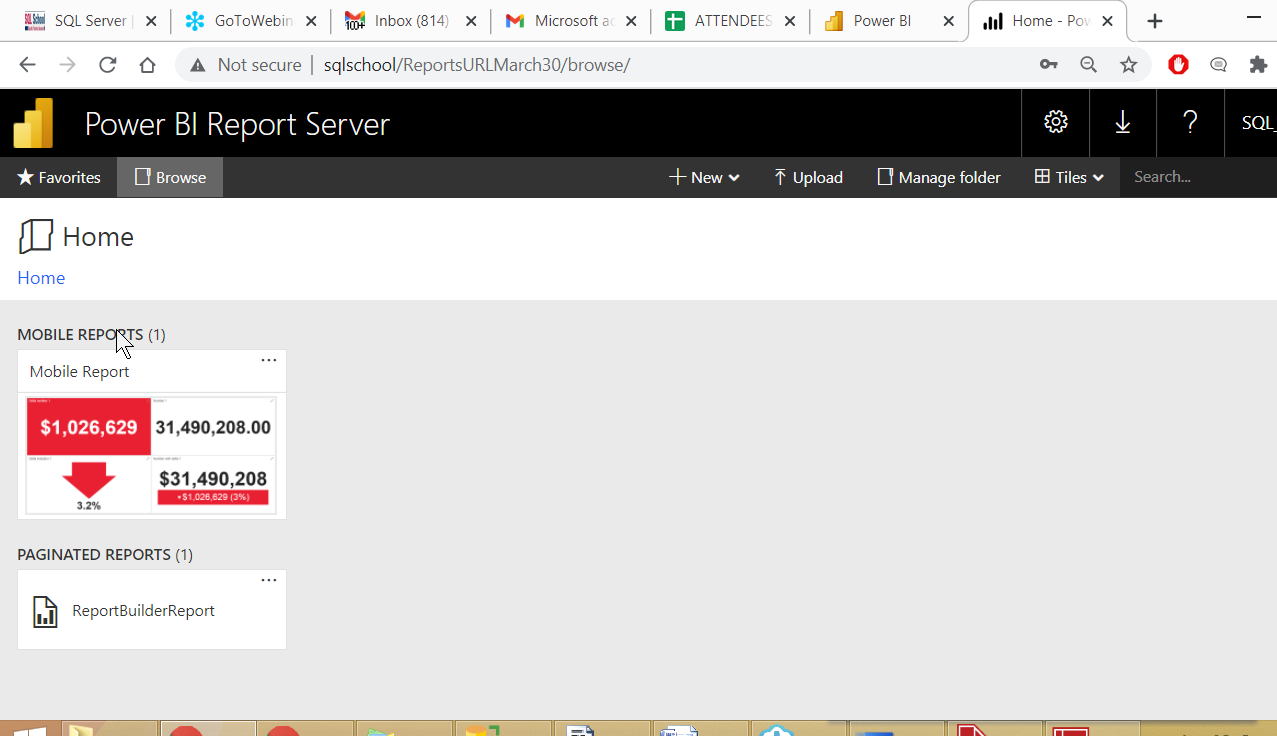 SQL Server
GoToWebin
Inbox (814)
Microsoft ac
ATTENDEES
Power BI
Home - Pow
Not secure
sqlschool/ReportsURLMarch30/browse/
Power BI Report Server
SQL_
Favorites
Browse
New
Upload
Manage folder
Tiles
Search...
Home
Home
MOBILE REPORTS (1)
Mobile Report
$1,026,629
31,490,208.00
3.2%
$31,490,208
$1,026,629 (3%)
PAGINATED REPORTS (1)
ReportBuilderReport